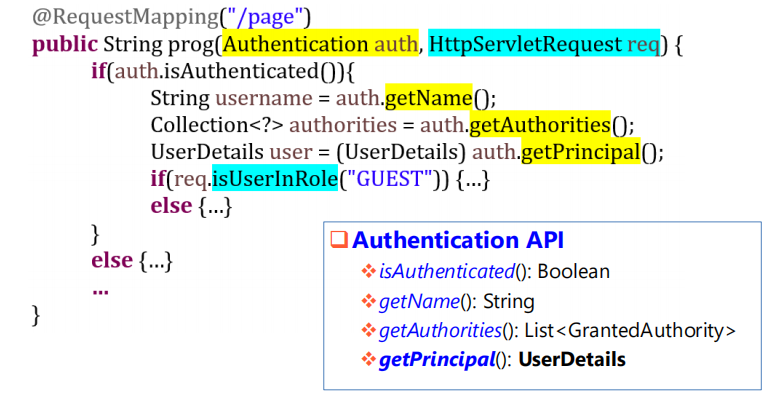 @RequestMapping("/page")
public String prog(Authentication auth, HttpServletRequest req) {
if(auth.isAuthenticated()){
String username = auth.getName();
Collection<?> authorities = auth.getAuthorities();
UserDetails user = (UserDetails) auth.getPrincipal();
if(req.isUserInRole("GUEST")) {...}
else {...}
}
else {...}
...
}
Authentication API
isAuthenticated(): Boolean
getName(): String
getAuthorities(): List<GrantedAuthority>
getPrincipal(): UserDetails